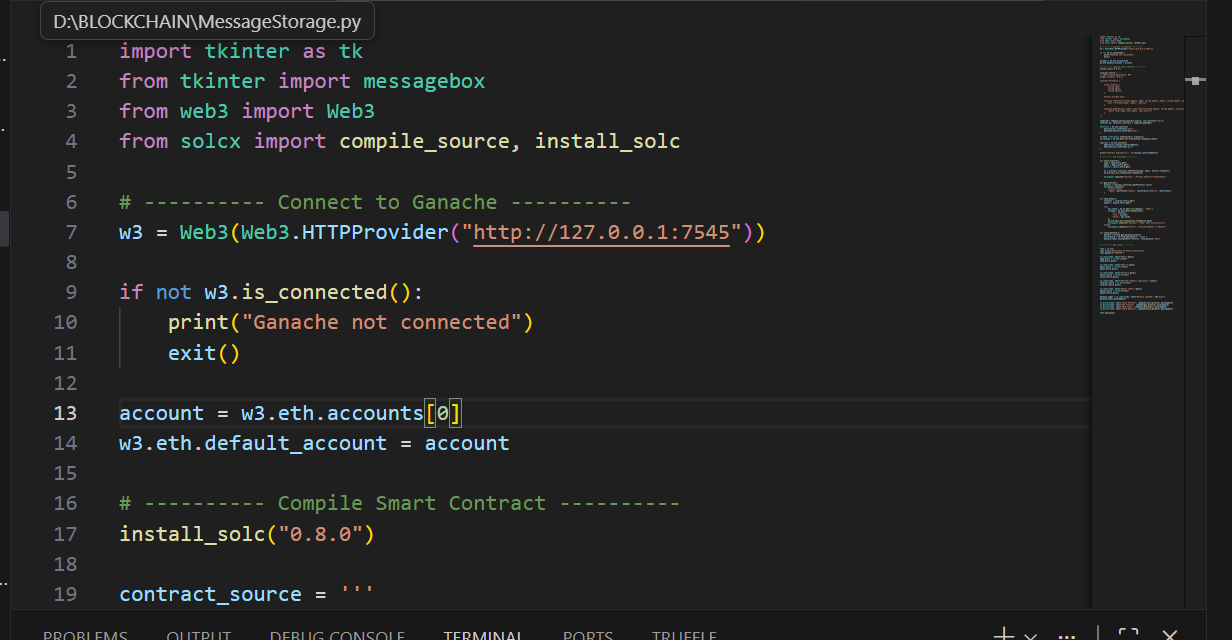 D:\BLOCKCHAIN\MessageStorage.py
1 import tkinter as tk
2 from tkinter import messagebox
3 from web3 import Web3
4 from solcx import compile_source, install_solc
5
6 # ---------- Connect to Ganache ----------
7 w3 = Web3(Web3.HTTPProvider("http://127.0.0.1:7545"))
8
9 if not w3.is_connected():
10     print("Ganache not connected")
11     exit()
12
13 account = w3.eth.accounts[0]
14 w3.eth.default_account = account
15
16 # ---------- Compile Smart Contract ----------
17 install_solc("0.8.0")
18
19 contract_source = '''
PROBLEMS OUTPUT DEBUG CONSOLE TERMINAL PORTS TRUFFLE